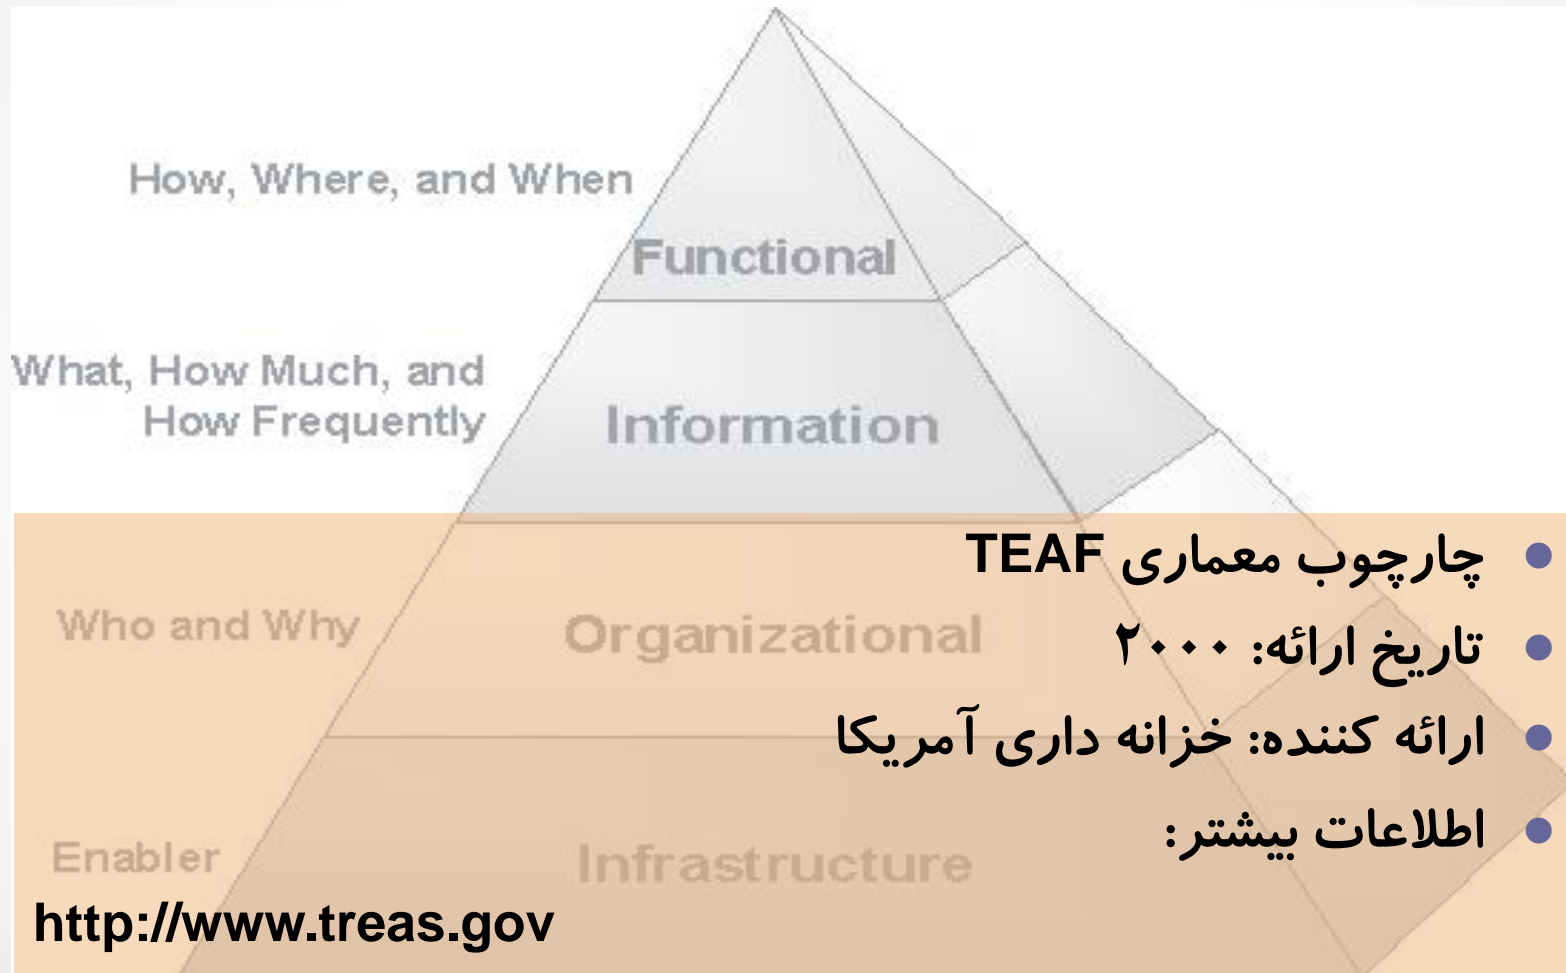 How, Where, and When
Functional
What, How Much, and
How Frequently
Information
Who and Why
Organizational
Enabler
Infrastructure
• چارچوب معماری TEAF
• تاریخ ارائه: ۲۰۰۰
• ارائه کننده: خزانه داری آمریکا
• اطلاعات بیشتر:
http://www.treas.gov